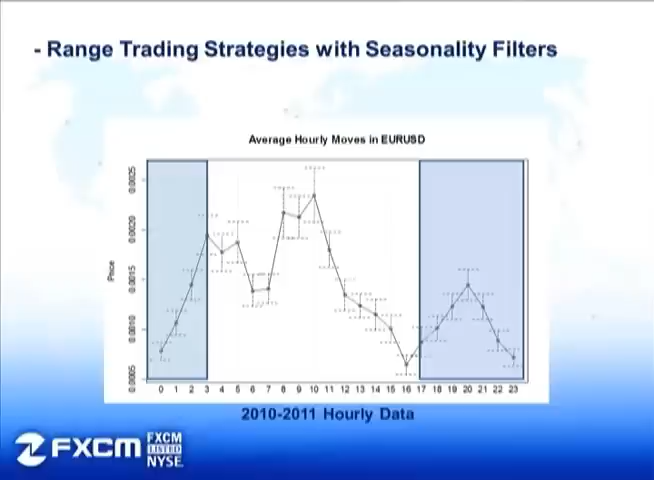 - Range Trading Strategies with Seasonality Filters
Average Hourly Moves in EURUSD
Price
0.0005 0.0010 0.0015 0.0020 0.0025
0 1 2 3 4 5 6 7 8 9 10 11 12 13 14 15 16 17 18 19 20 21 22 23
2010-2011 Hourly Data
FXCM
FXCM
LISTED
NYSE